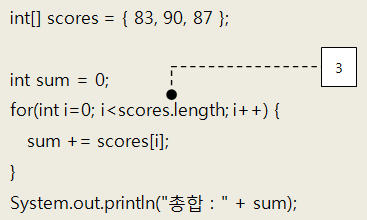 int[] scores = { 83, 90, 87 };
int sum = 0;
3
for(int i=0; i<scores.length; i++) {
sum += scores[i];
}
System.out.println("총합 : " + sum);